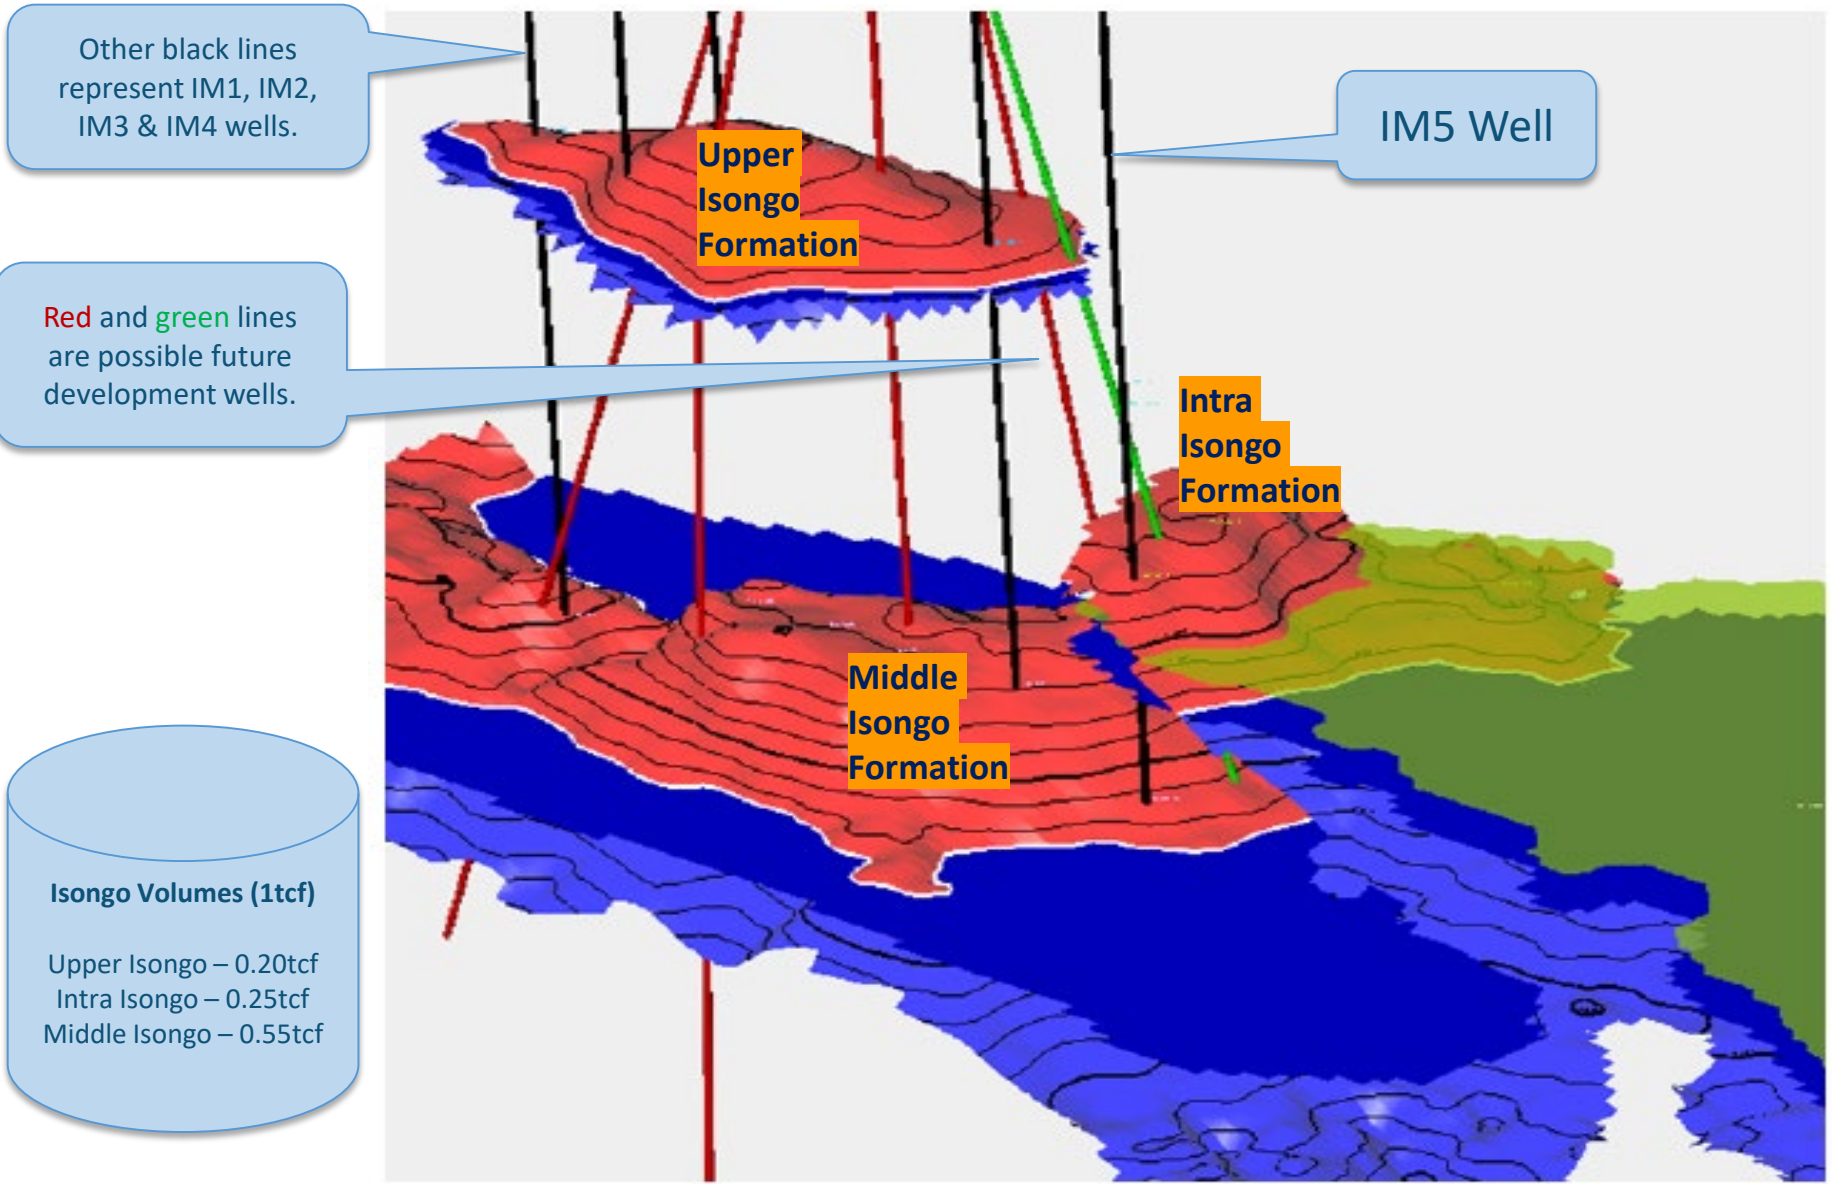 Other black lines
represent IM1, IM2,
IM3 & IM4 wells.
IM5 Well
Upper
Isongo
Formation
Red and green lines
are possible future
development wells.
Intra
Isongo
Formation
Middle
Isongo
Formation
Isongo Volumes (1tcf)
Upper Isongo – 0.20tcf
Intra Isongo – 0.25tcf
Middle Isongo – 0.55tcf